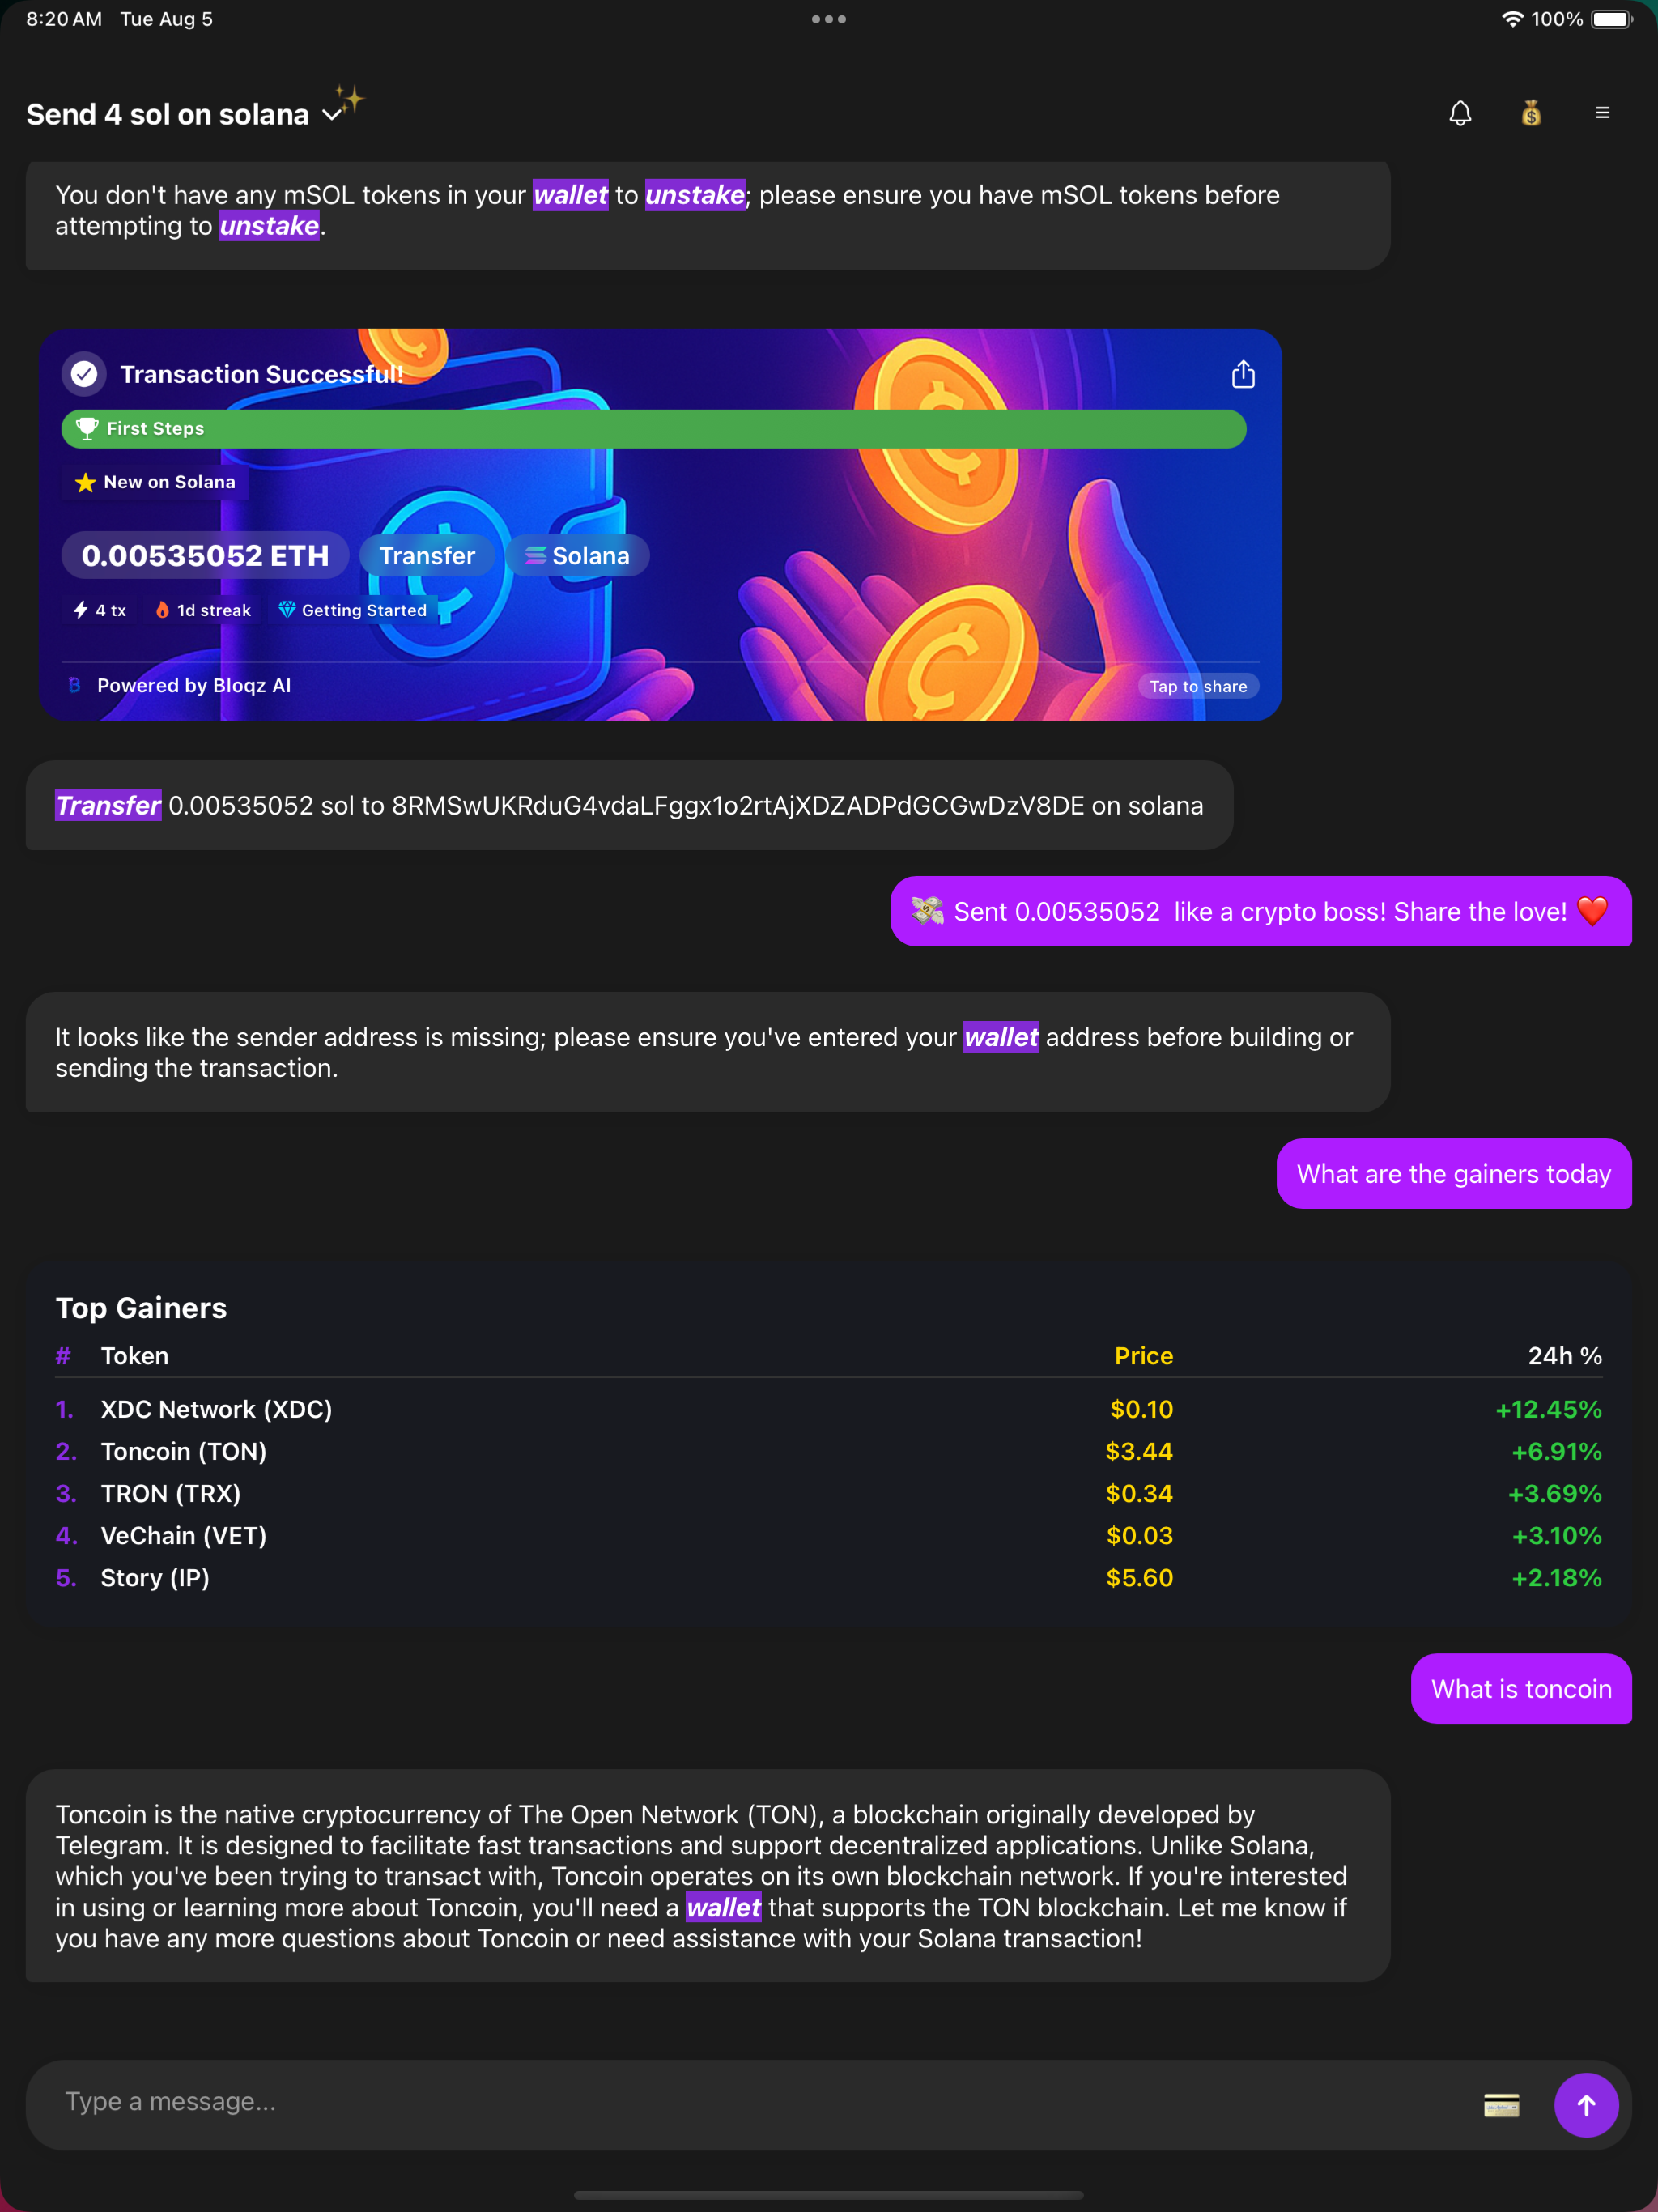 8:20 AM Tue Aug 5
100%
Send 4 sol on solana
You don't have any mSOL tokens in your wallet to unstake; please ensure you have mSOL tokens before
attempting to unstake.
Transaction Successful!
First Steps
New on Solana
0.00535052 ETH Transfer Solana
4 tx 1d streak Getting Started
Powered by Bloqz AI Tap to share
Transfer 0.00535052 sol to 8RMSwUKRduG4vdaLFggx1o2rtAjXDZADPdGCGwDzV8DE on solana
💸 Sent 0.00535052 like a crypto boss! Share the love! ❤️
It looks like the sender address is missing; please ensure you've entered your wallet address before building or
sending the transaction.
What are the gainers today
Top Gainers
# Token Price 24h %
1. XDC Network (XDC) $0.10 +12.45%
2. Toncoin (TON) $3.44 +6.91%
3. TRON (TRX) $0.34 +3.69%
4. VeChain (VET) $0.03 +3.10%
5. Story (IP) $5.60 +2.18%
What is toncoin
Toncoin is the native cryptocurrency of The Open Network (TON), a blockchain originally developed by
Telegram. It is designed to facilitate fast transactions and support decentralized applications. Unlike Solana,
which you've been trying to transact with, Toncoin operates on its own blockchain network. If you're interested
in using or learning more about Toncoin, you'll need a wallet that supports the TON blockchain. Let me know if
you have any more questions about Toncoin or need assistance with your Solana transaction!
Type a message...